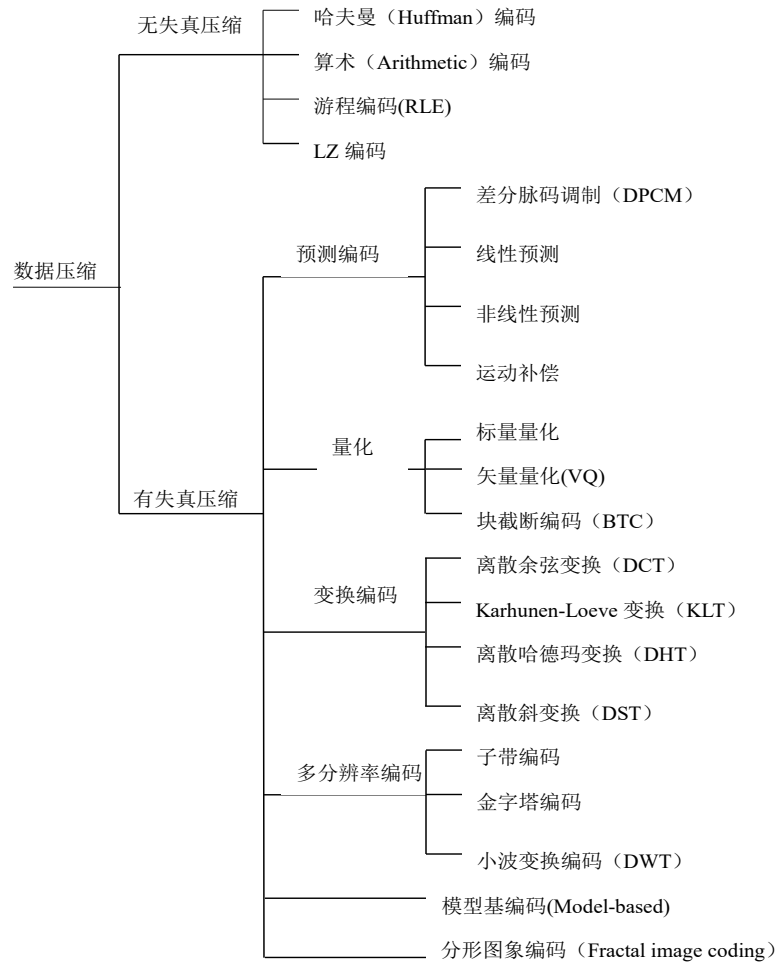 无失真压缩
哈夫曼（Huffman）编码
算术（Arithmetic）编码
游程编码(RLE)
LZ 编码
数据压缩
有失真压缩
预测编码
差分脉码调制（DPCM）
线性预测
非线性预测
运动补偿
量化
标量量化
矢量量化(VQ)
块截断编码（BTC）
变换编码
离散余弦变换（DCT）
Karhunen-Loeve 变换（KLT）
离散哈德玛变换（DHT）
离散斜变换（DST）
多分辨率编码
子带编码
金字塔编码
小波变换编码（DWT）
模型基编码(Model-based)
分形图象编码（Fractal image coding）